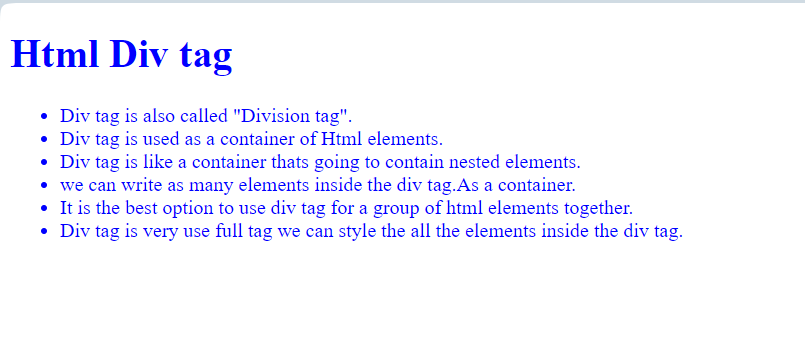 Html Div tag
Div tag is also called "Division tag".
Div tag is used as a container of Html elements.
Div tag is like a container thats going to contain nested elements.
we can write as many elements inside the div tag.As a container.
It is the best option to use div tag for a group of html elements together.
Div tag is very use full tag we can style the all the elements inside the div tag.